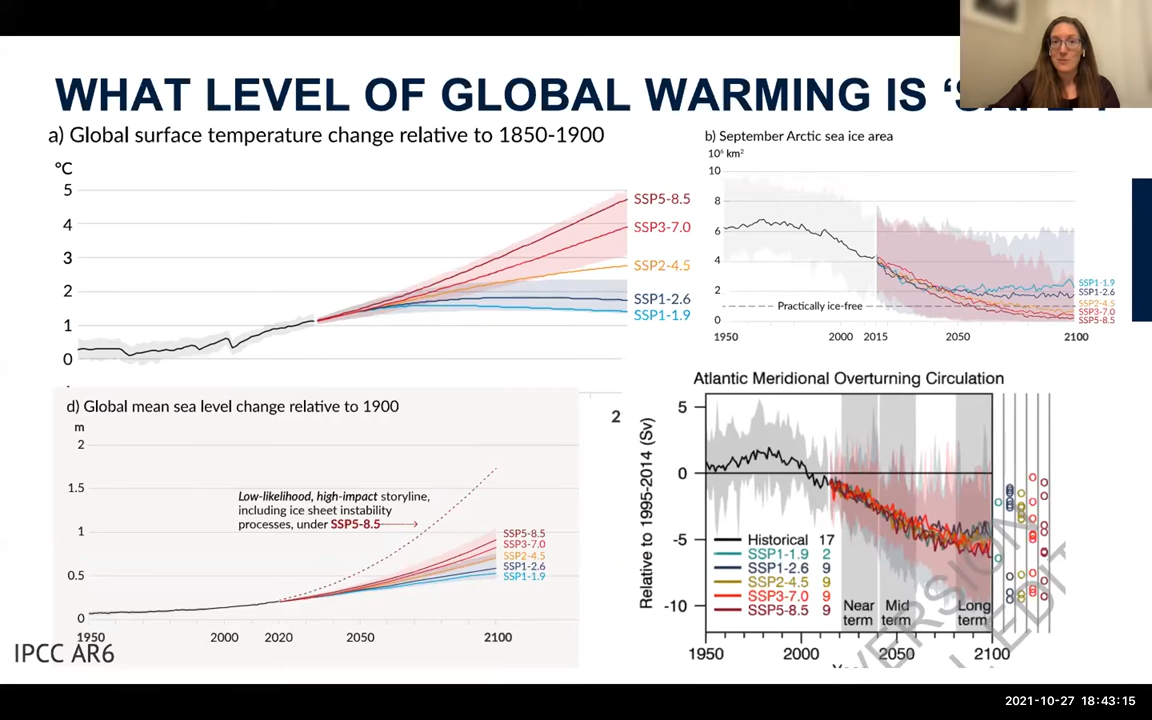 WHAT LEVEL OF GLOBAL WARMING IS
a) Global surface temperature change relative to 1850-1900
°C
5
4
3
2
1
0
SSP5-8.5
SSP3-7.0
SSP2-4.5
SSP1-2.6
SSP1-1.9
2
b) September Arctic sea ice area
10⁶ km²
10
8
6
4
2
0
Practically ice-free
SSP1-1.9
SSP1-2.6
SSP2-4.5
SSP3-7.0
SSP5-8.5
1950 2000 2015 2050 2100
d) Global mean sea level change relative to 1900
m
2
1.5
1
0.5
0
Low-likelihood, high-impact storyline,
including ice sheet instability
processes, under SSP5-8.5
SSP5-8.5
SSP3-7.0
SSP2-4.5
SSP1-2.6
SSP1-1.9
1950 2000 2020 2050 2100
IPCC AR6
Atlantic Meridional Overturning Circulation
Relative to 1995-2014 (Sv)
5
0
-5
-10
Historical 17
SSP1-1.9 2
SSP1-2.6 9
SSP2-4.5 9
SSP3-7.0 9
SSP5-8.5 9
Near term
Mid term
Long term
1950 2000 2050 2100
2021-10-27 18:43:15